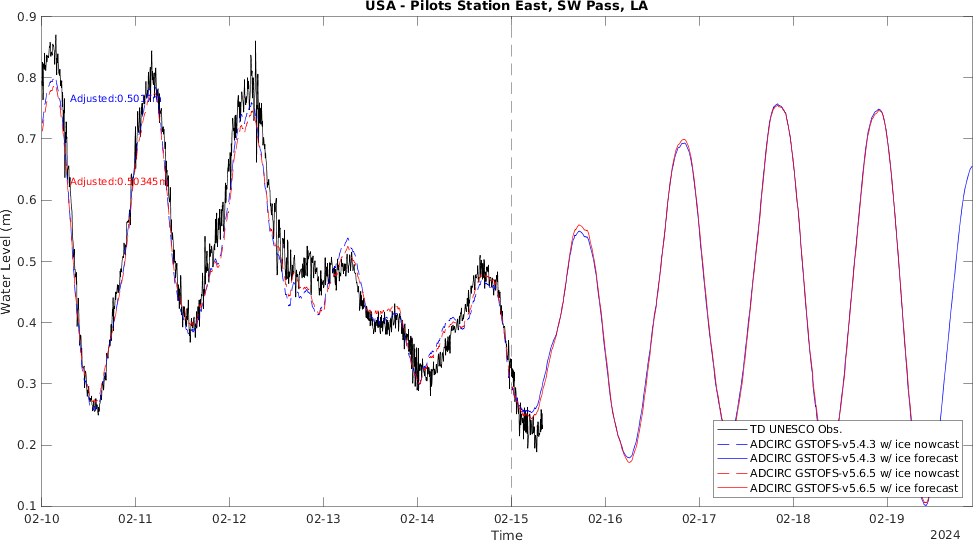 USA - Pilots Station East, SW Pass, LA
0.9
0.8
0.7
0.6
0.5
0.4
0.3
0.2
0.1
Water Level (m)
Adjusted:0.50345m
TD UNESCO Obs.
ADCIRC GSTOFS-v5.4.3 w/ ice nowcast
ADCIRC GSTOFS-v5.4.3 w/ ice forecast
ADCIRC GSTOFS-v5.6.5 w/ ice nowcast
ADCIRC GSTOFS-v5.6.5 w/ ice forecast
02-10 02-11 02-12 02-13 02-14 02-15 02-16 02-17 02-18 02-19
Time
2024